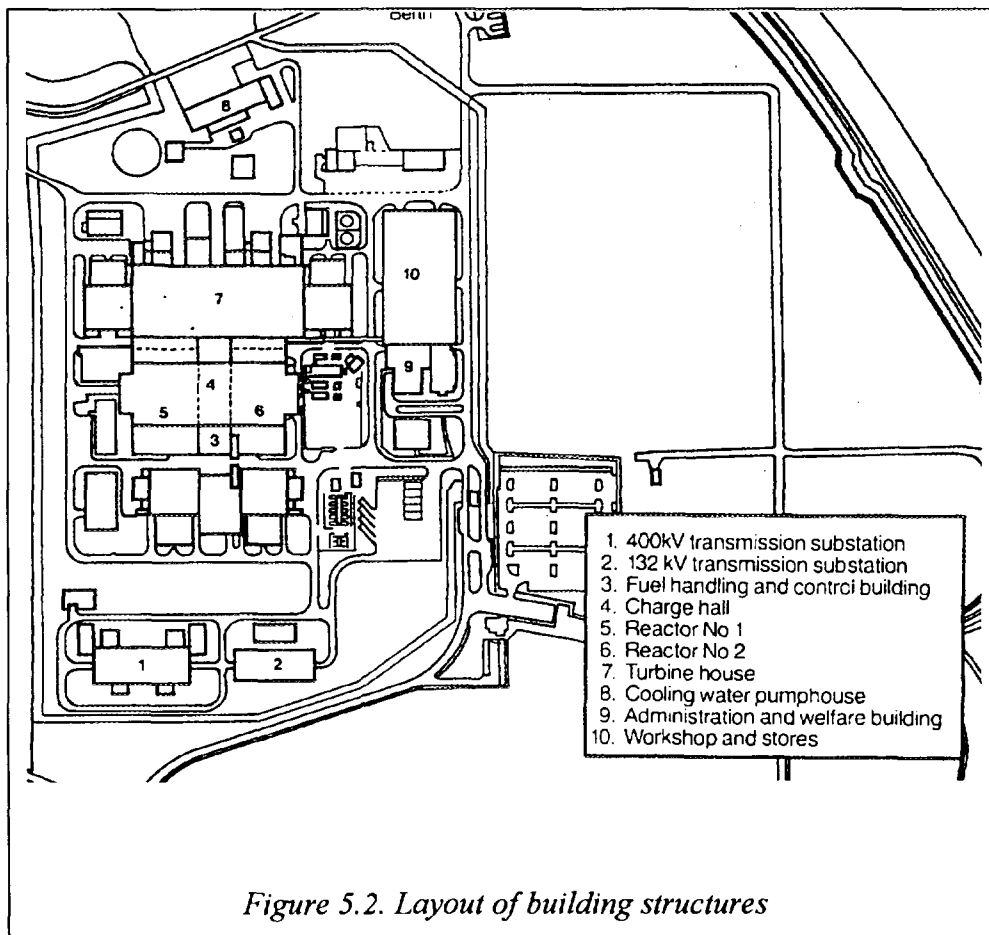 8
10
7
9
4
5
6
3
1
2
1. 400kV transmission substation
2. 132 kV transmission substation
3. Fuel handling and control building
4. Charge hall
5. Reactor No 1
6. Reactor No 2
7. Turbine house
8. Cooling water pumphouse
9. Administration and welfare building
10. Workshop and stores
Figure 5.2. Layout of building structures